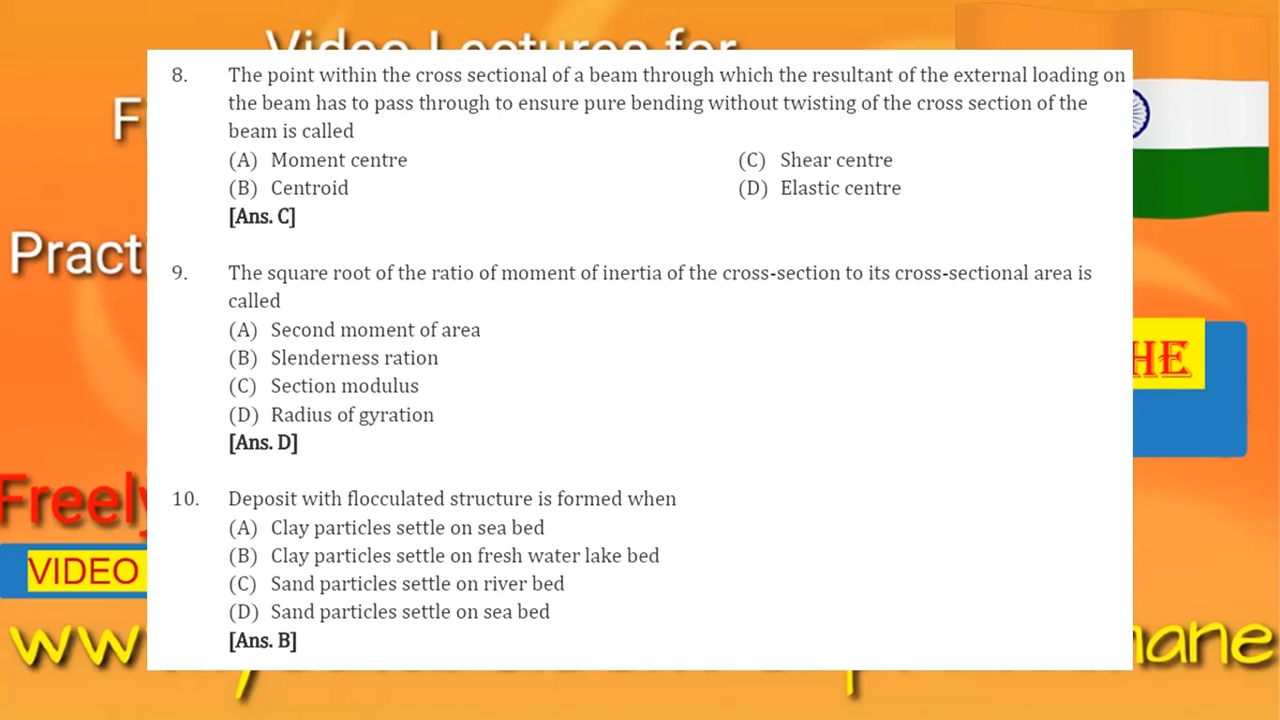 Video Lectures for
8. The point within the cross sectional of a beam through which the resultant of the external loading on
the beam has to pass through to ensure pure bending without twisting of the cross section of the
beam is called
(A) Moment centre (C) Shear centre
(B) Centroid (D) Elastic centre
[Ans. C]
Practi
9. The square root of the ratio of moment of inertia of the cross-section to its cross-sectional area is
called
(A) Second moment of area
(B) Slenderness ration
(C) Section modulus
(D) Radius of gyration
[Ans. D]
HE
Freely
10. Deposit with flocculated structure is formed when
(A) Clay particles settle on sea bed
(B) Clay particles settle on fresh water lake bed
(C) Sand particles settle on river bed
(D) Sand particles settle on sea bed
[Ans. B]
VIDEO